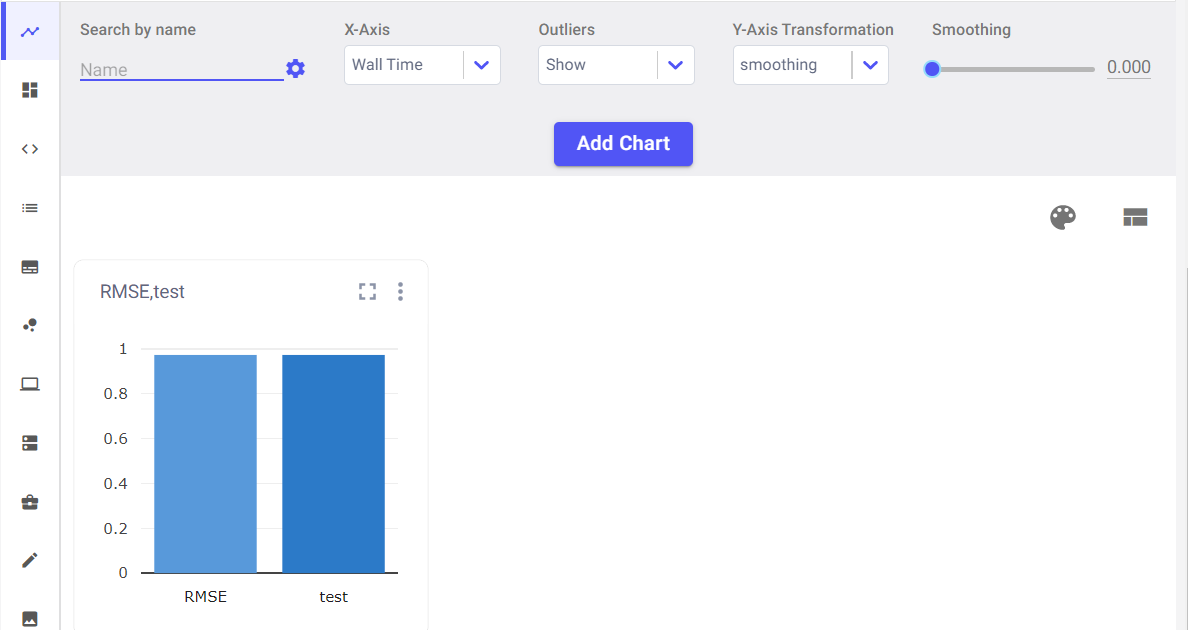 Search by name
X-Axis
Outliers
Y-Axis Transformation
Smoothing
Name
Wall Time
Show
smoothing
0.000
Add Chart
RMSE,test
1
0.8
0.6
0.4
0.2
0
RMSE
test